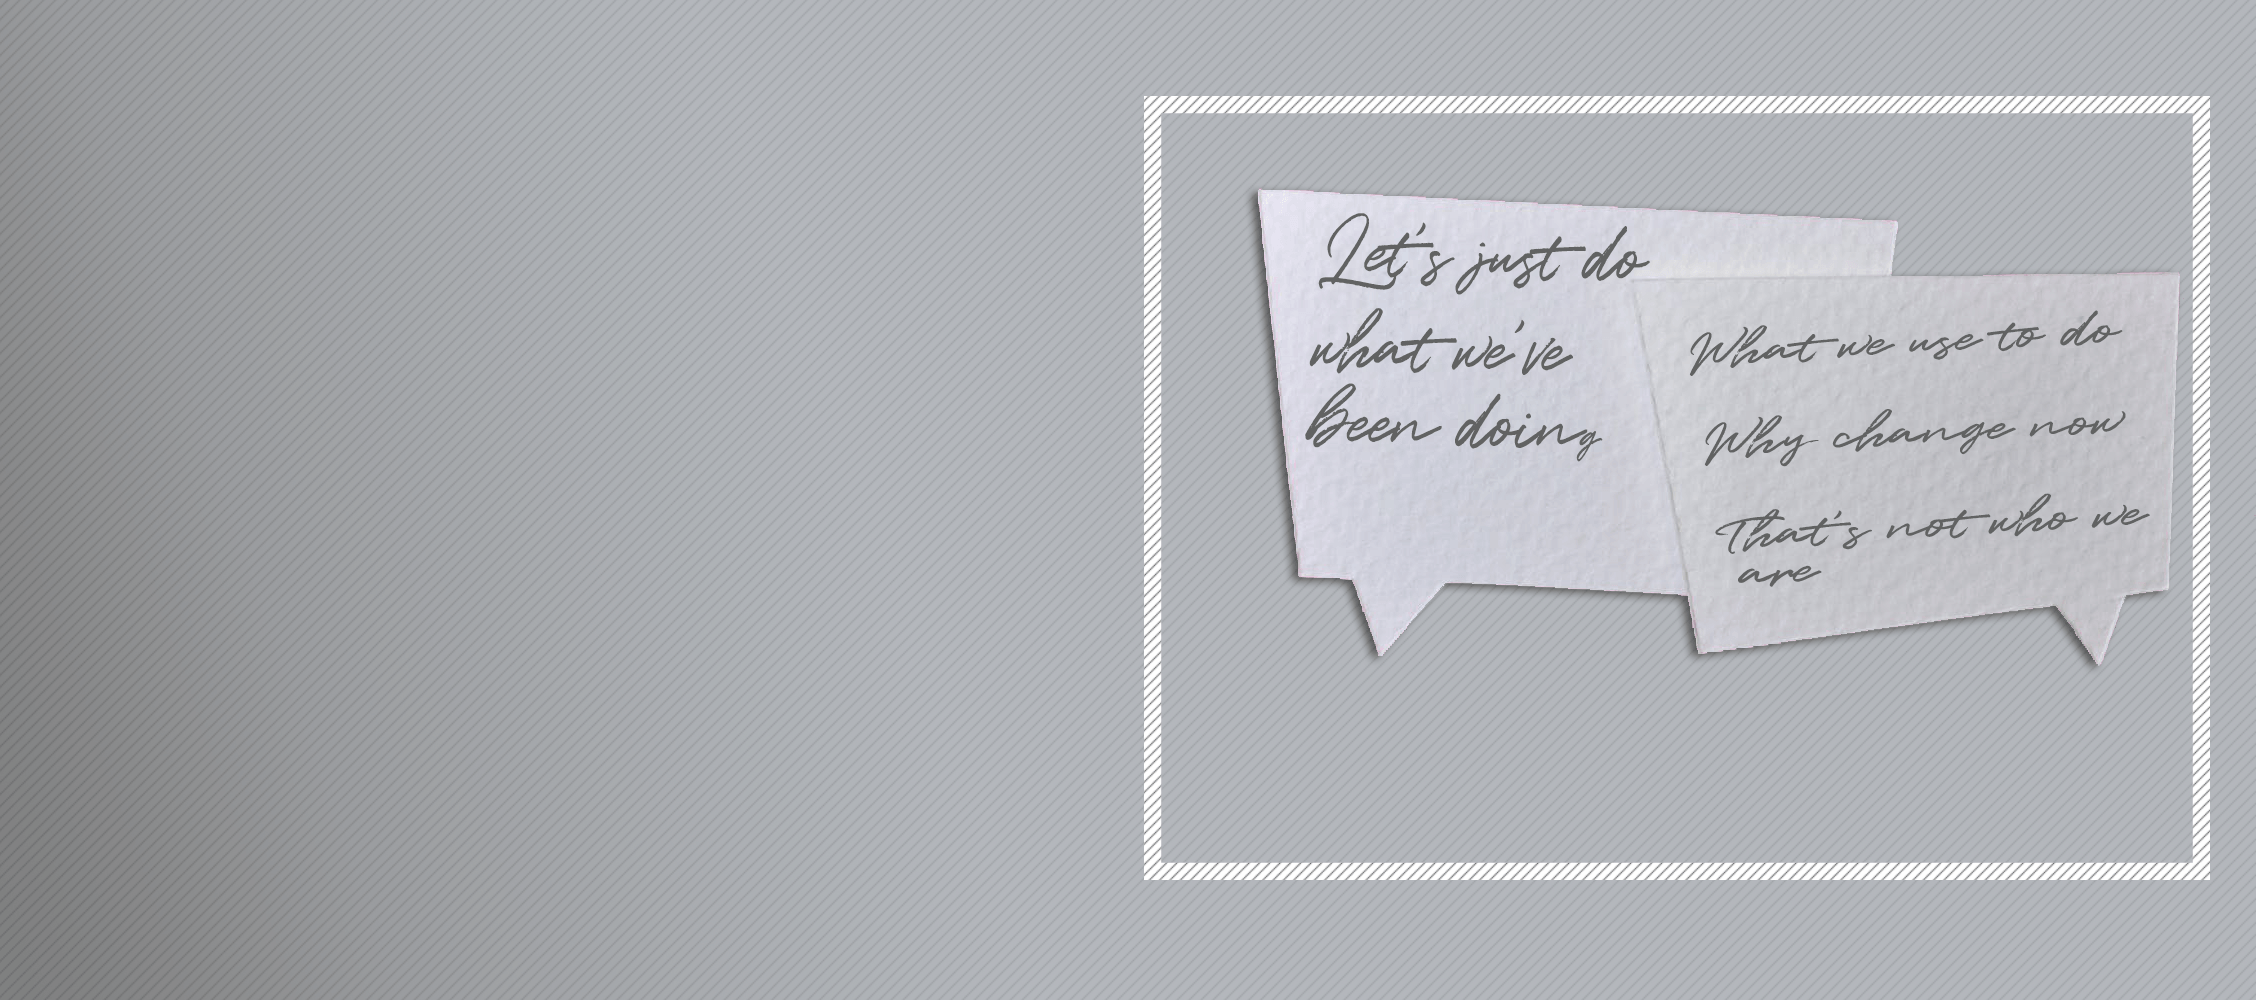 Let's just do
what we've
Been doing
What we use to do
Why change now
That's not who we
are